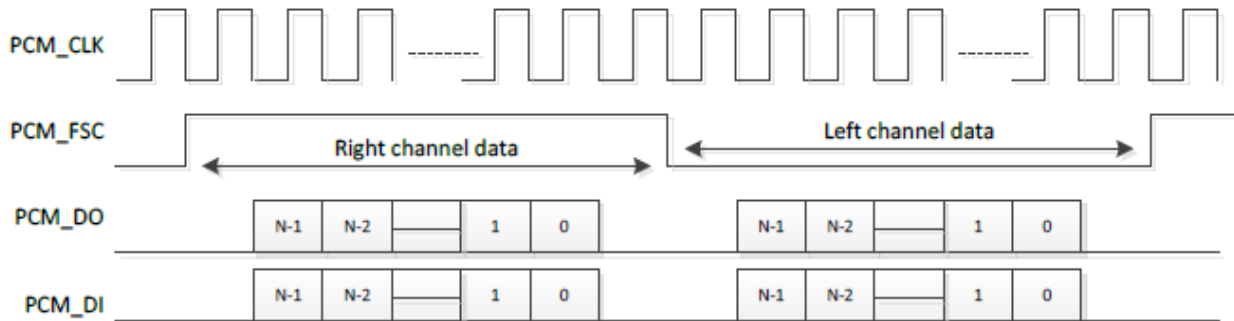 PCM_CLK
PCM_FSC
Right channel data
Left channel data
PCM_DO
N-1 N-2 1 0 N-1 N-2 1 0
PCM_DI
N-1 N-2 1 0 N-1 N-2 1 0